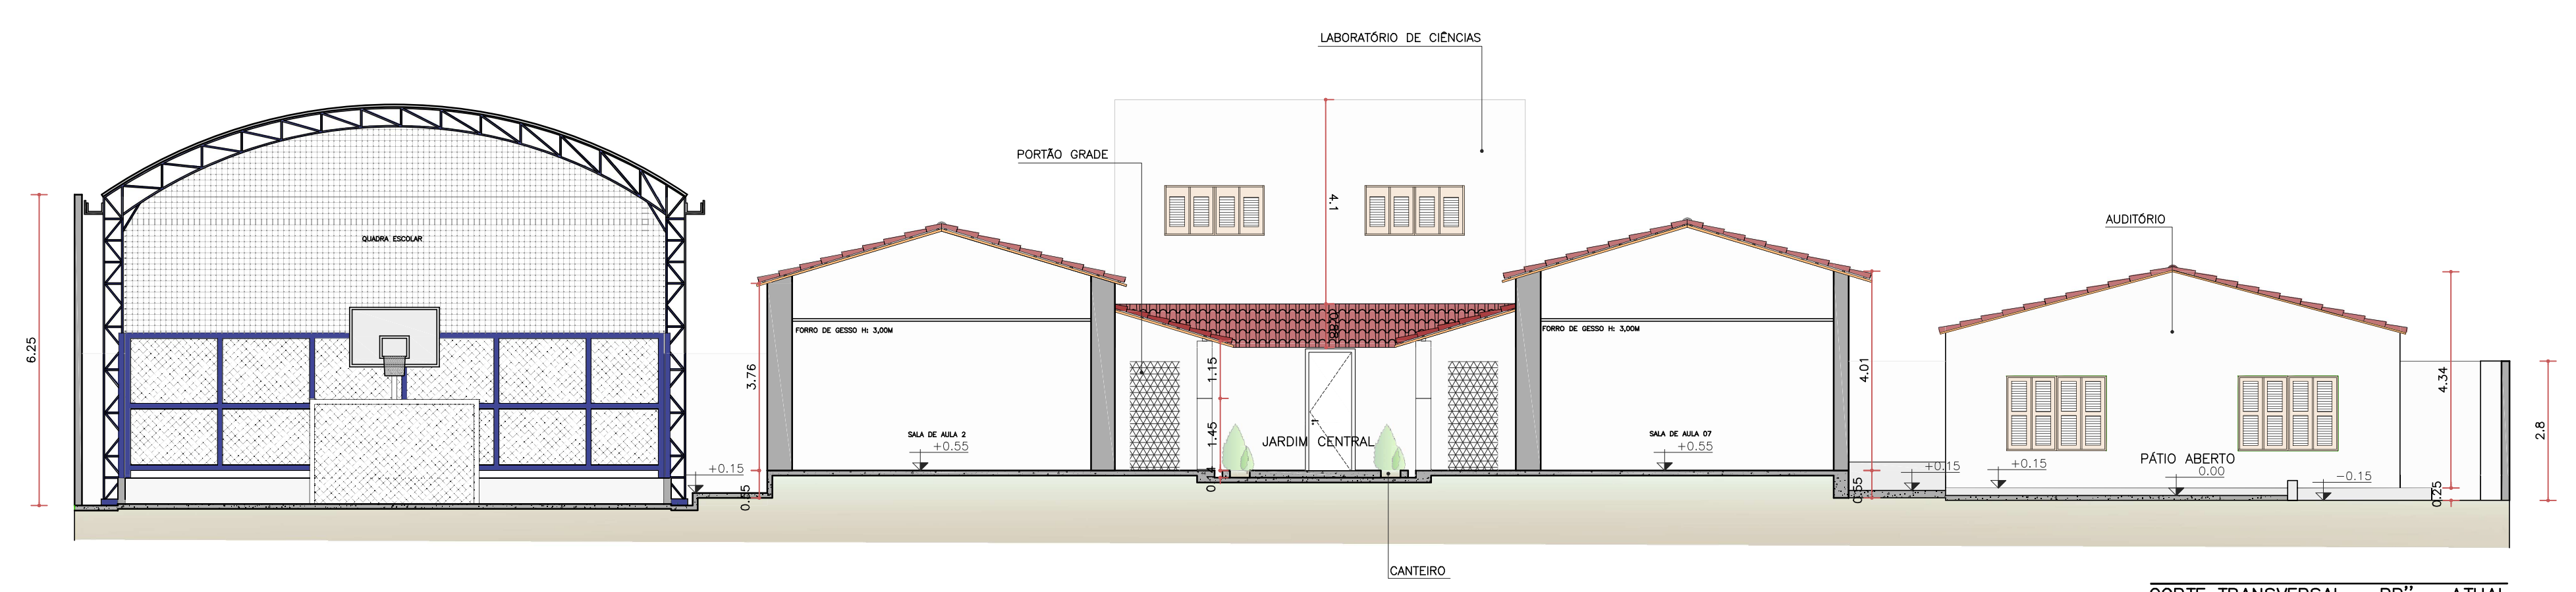 LABORATÓRIO DE CIÊNCIAS
PORTÃO GRADE
4.1
AUDITÓRIO
QUADRA ESCOLAR
6.25
FORRO DE GESSO H: 3,00M
FORRO DE GESSO H: 3,00M
0.88
3.76
1.15
4.01
4.34
2.8
SALA DE AULA 2
+0.55
1.45
JARDIM CENTRAL
SALA DE AULA 07
+0.55
+0.15
0.55
+0.15
0.55
+0.15
PÁTIO ABERTO
0.00
-0.15
0.25
CANTEIRO